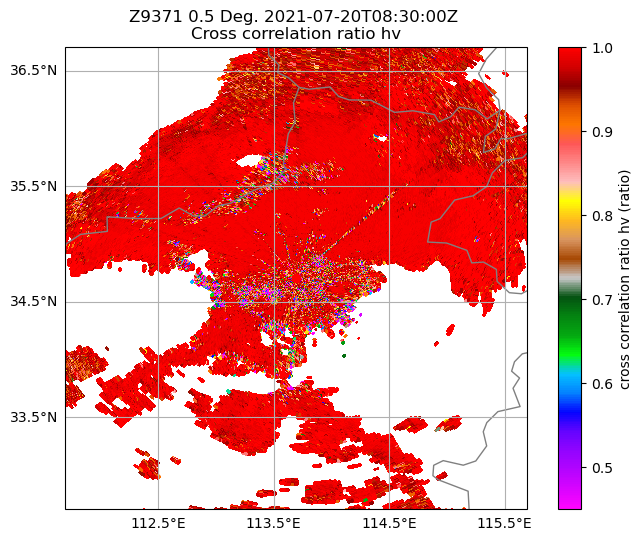 Z9371 0.5 Deg. 2021-07-20T08:30:00Z
Cross correlation ratio hv
36.5°N
35.5°N
34.5°N
33.5°N
112.5°E
113.5°E
114.5°E
115.5°E
1.0
0.9
0.8
0.7
0.6
0.5
cross correlation ratio hv (ratio)